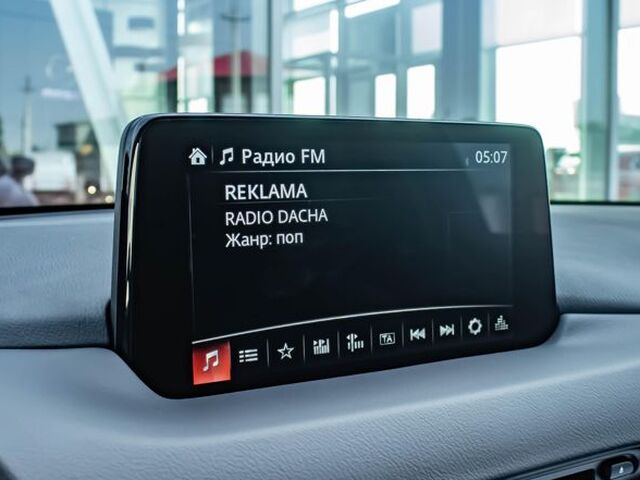 Радио FM
05:07
REKLAMA
RADIO DACHA
Жанр: поп
TA